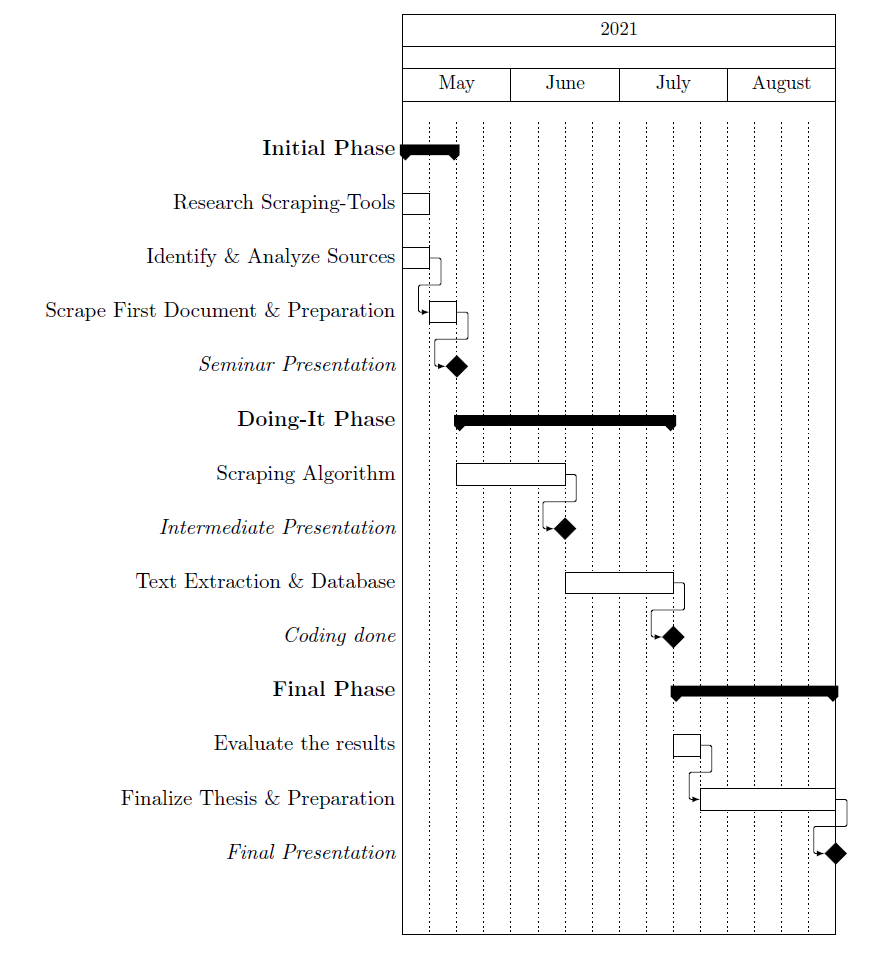 2021
May June July August
Initial Phase
Research Scraping-Tools
Identify & Analyze Sources
Scrape First Document & Preparation
Seminar Presentation
Doing-It Phase
Scraping Algorithm
Intermediate Presentation
Text Extraction & Database
Coding done
Final Phase
Evaluate the results
Finalize Thesis & Preparation
Final Presentation